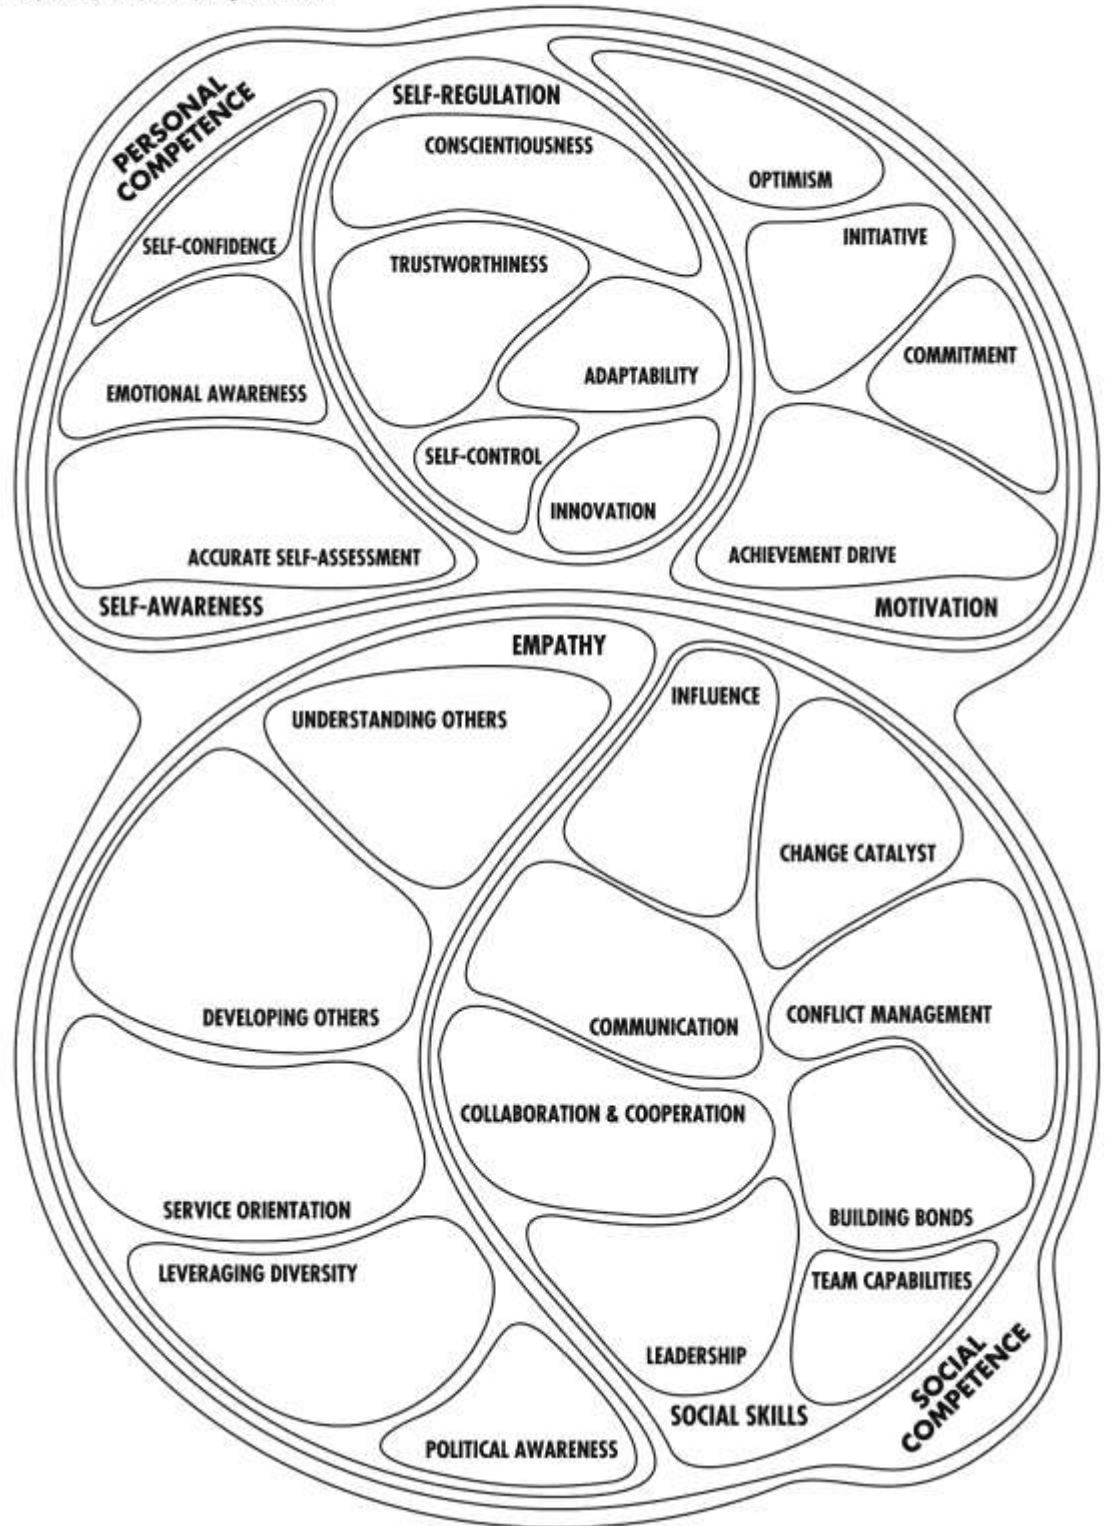 PERSONAL
COMPETENCE
SELF-REGULATION
CONSCIENTIOUSNESS
OPTIMISM
INITIATIVE
SELF-CONFIDENCE
TRUSTWORTHINESS
COMMITMENT
ADAPTABILITY
EMOTIONAL AWARENESS
SELF-CONTROL
INNOVATION
ACCURATE SELF-ASSESSMENT
ACHIEVEMENT DRIVE
SELF-AWARENESS
MOTIVATION
EMPATHY
INFLUENCE
UNDERSTANDING OTHERS
CHANGE CATALYST
DEVELOPING OTHERS
COMMUNICATION
CONFLICT MANAGEMENT
COLLABORATION & COOPERATION
SERVICE ORIENTATION
BUILDING BONDS
LEVERAGING DIVERSITY
TEAM CAPABILITIES
LEADERSHIP
SOCIAL
COMPETENCE
SOCIAL SKILLS
POLITICAL AWARENESS